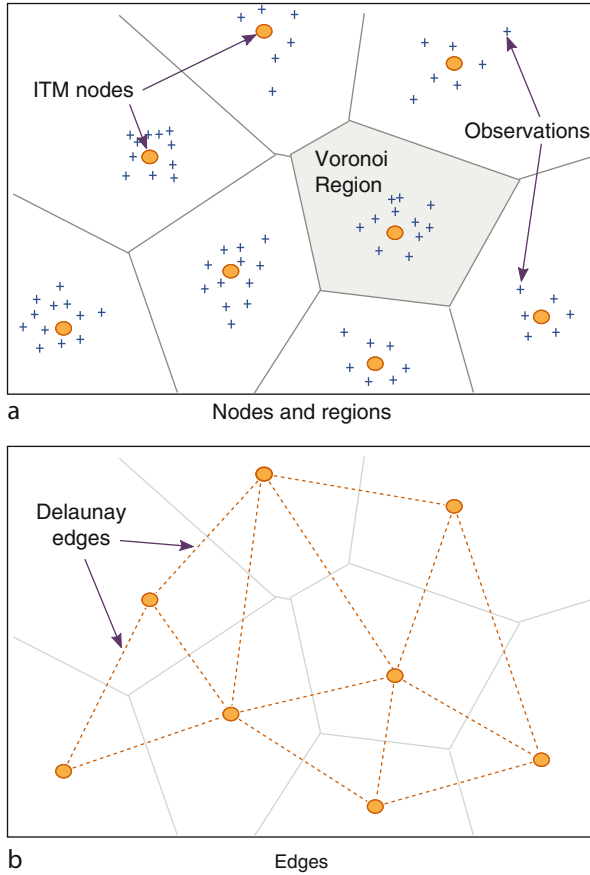 ITM nodes
Observations
Voronoi
Region
a
Nodes and regions
Delaunay
edges
b
Edges